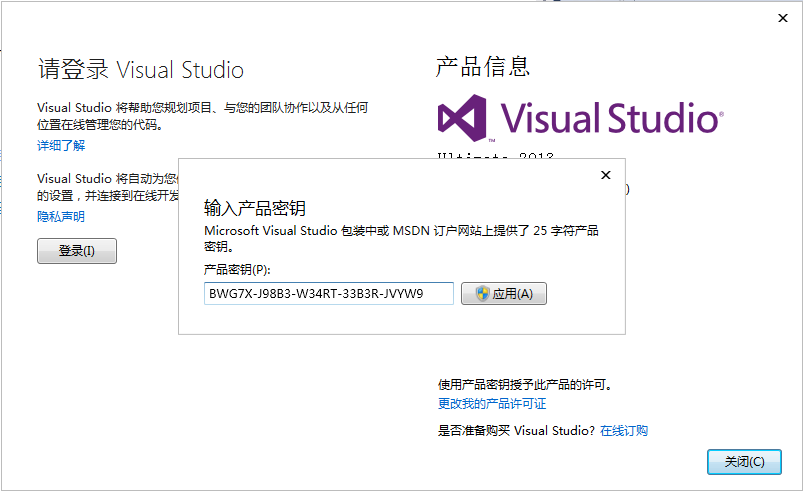 请登录 Visual Studio
Visual Studio 将帮助您规划项目、与您的团队协作以及从任何
位置在线管理您的代码。
详细了解
Visual Studio 将自动为您
的设置，并连接到在线开发
隐私声明
登录(I)
产品信息
Visual Studio®
™
Ultimate 2013
)
输入产品密钥
Microsoft Visual Studio 包装中或 MSDN 订户网站上提供了 25 字符产品
密钥。
产品密钥(P):
BWG7X-J98B3-W34RT-33B3R-JVYW9
应用(A)
使用产品密钥授予此产品的许可。
更改我的产品许可证
是否准备购买 Visual Studio? 在线订购
关闭(C)